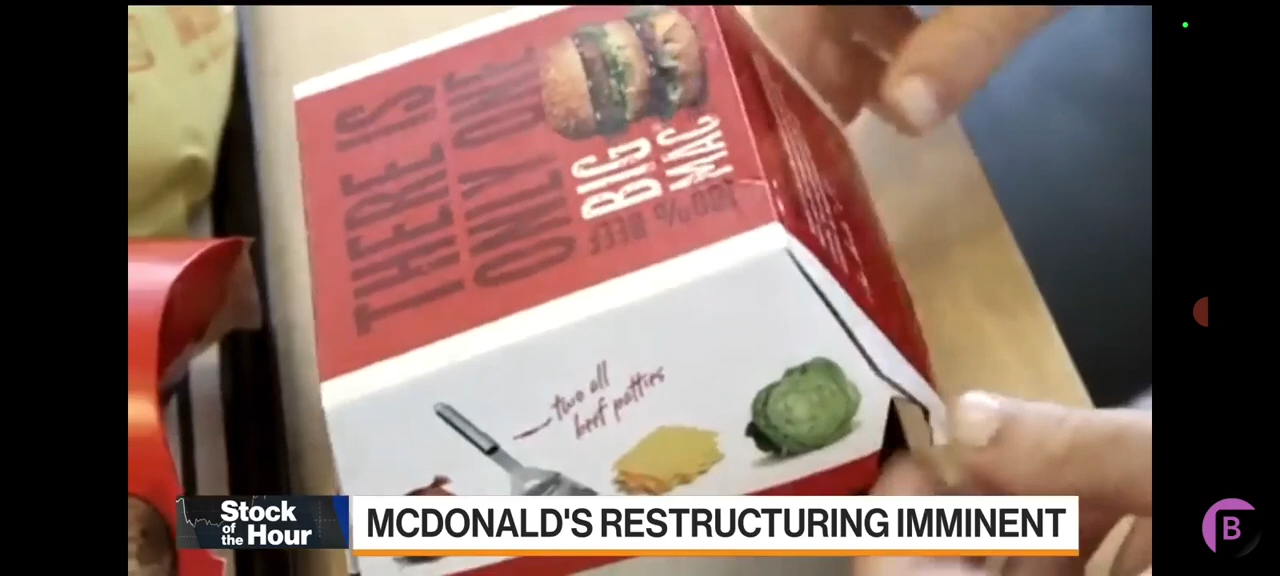 THERE IS
ONLY ONE
BIG
MAC
100% BEEF
two all
beef patties
Stock
of
the Hour
MCDONALD'S RESTRUCTURING IMMINENT
B